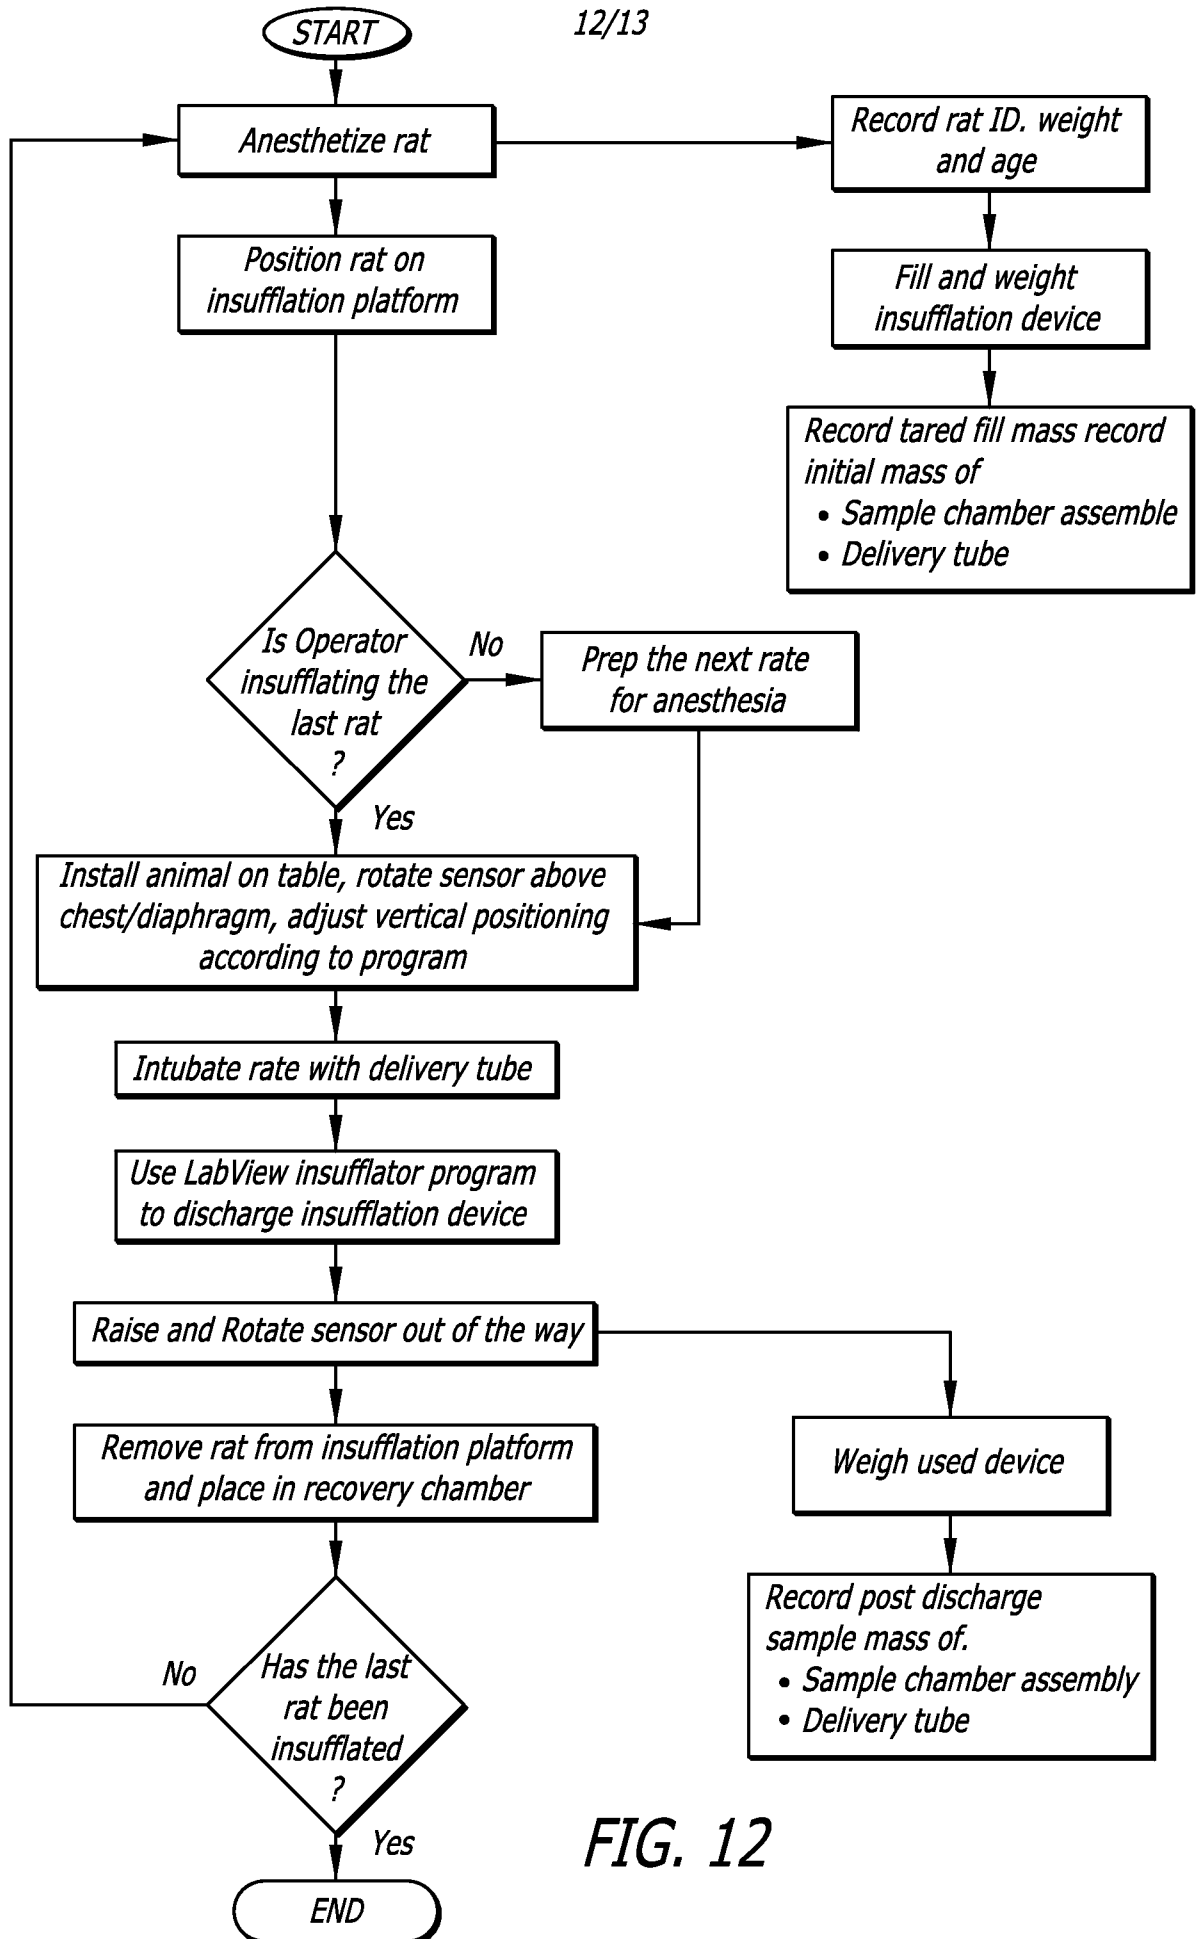 START
12/13
Anesthetize rat
Record rat ID. weight
and age
Position rat on
insufflation platform
Fill and weight
insufflation device
Record tared fill mass record
initial mass of
• Sample chamber assemble
• Delivery tube
Is Operator
insufflating the
last rat
?
No
Prep the next rate
for anesthesia
Yes
Install animal on table, rotate sensor above
chest/diaphragm, adjust vertical positioning
according to program
Intubate rate with delivery tube
Use LabView insufflator program
to discharge insufflation device
Raise and Rotate sensor out of the way
Remove rat from insufflation platform
and place in recovery chamber
Weigh used device
Record post discharge
sample mass of.
• Sample chamber assembly
• Delivery tube
No
Has the last
rat been
insufflated
?
Yes
END
FIG. 12